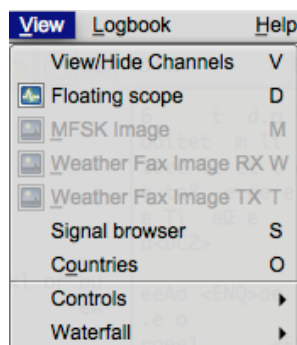 View Logbook Help
View/Hide Channels V
Floating scope D
MFSK Image M
Weather Fax Image RX W
Weather Fax Image TX T
Signal browser S
Countries O
Controls
Waterfall